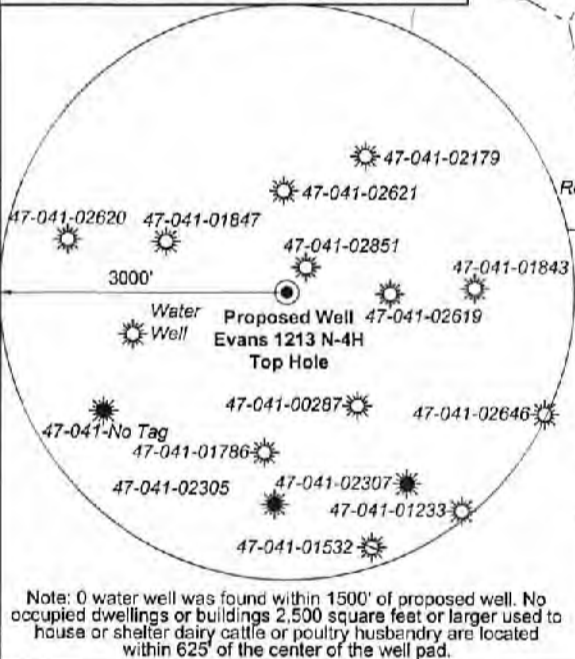 47-041-02179
47-041-02621
R
47-041-02620 47-041-01847
47-041-02851
47-041-01843
3000'
Water
Well
Proposed Well 47-041-02619
Evans 1213 N-4H
Top Hole
47-041-00287
47-041-02646
47-041-No Tag
47-041-01786
47-041-02305
47-041-02307
47-041-01233
47-041-01532
Note: 0 water well was found within 1500' of proposed well. No
occupied dwellings or buildings 2,500 square feet or larger used to
house or shelter dairy cattle or poultry husbandry are located
within 625' of the center of the well pad.